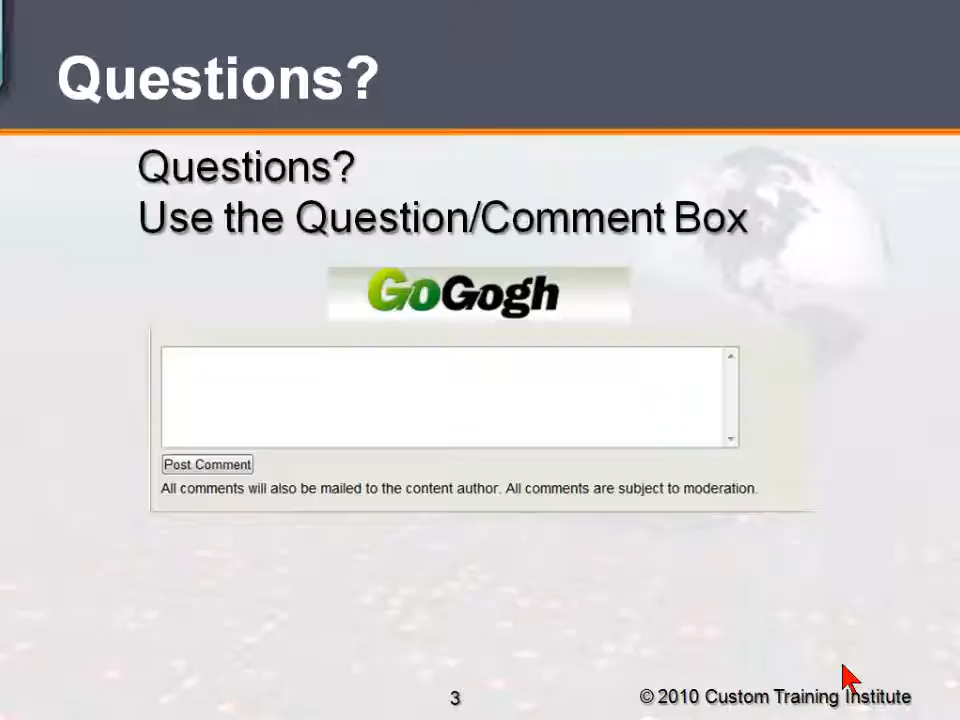 Questions?
Questions?
Use the Question/Comment Box
GoGogh
Post Comment
All comments will also be mailed to the content author. All comments are subject to moderation.
3
© 2010 Custom Training Institute